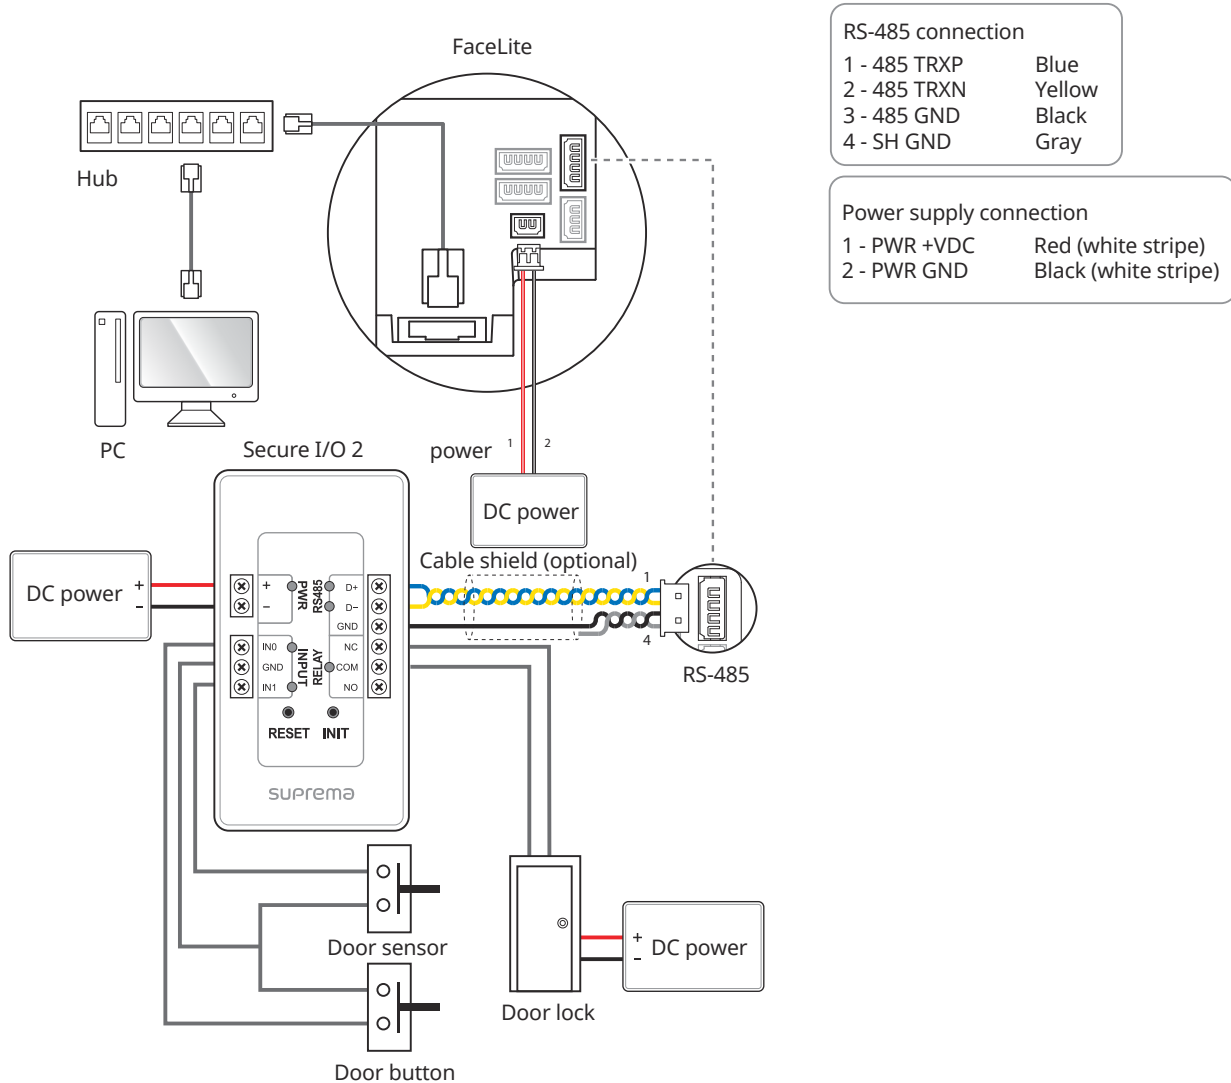 FaceLite
RS-485 connection
1 - 485 TRXP Blue
2 - 485 TRXN Yellow
3 - 485 GND Black
4 - SH GND Gray
Hub
Power supply connection
1 - PWR +VDC Red (white stripe)
2 - PWR GND Black (white stripe)
PC
Secure I/O 2
power 1 2
DC power
Cable shield (optional)
DC power + -
+ PWR RS485 D+
- D-
GND
IN0 INPUT RELAY NC
GND COM
IN1 NO
RESET INIT
suprema
1
4
RS-485
Door sensor
+ DC power
-
Door lock
Door button